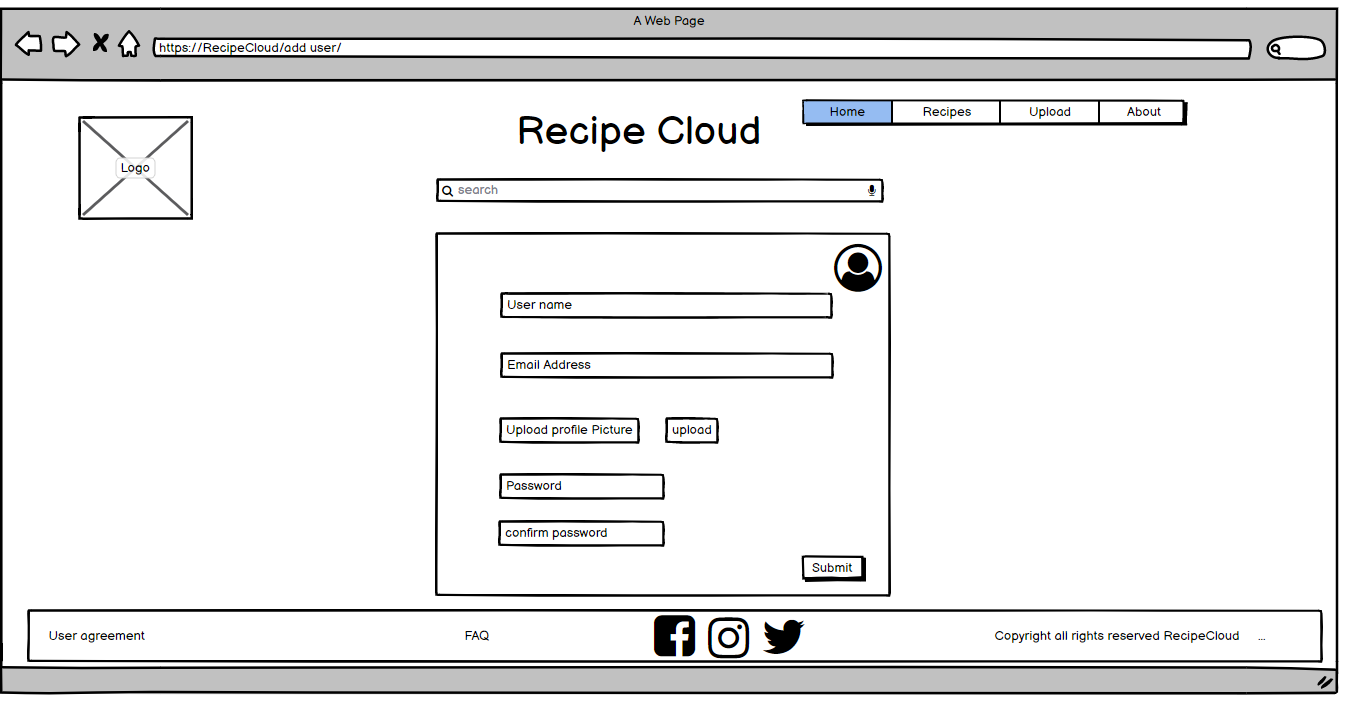 A Web Page
https://RecipeCloud/add user/
Home Recipes Upload About
Recipe Cloud
Logo
search
User name
Email Address
Upload profile Picture upload
Password
confirm password
Submit
User agreement FAQ Copyright all rights reserved RecipeCloud ...